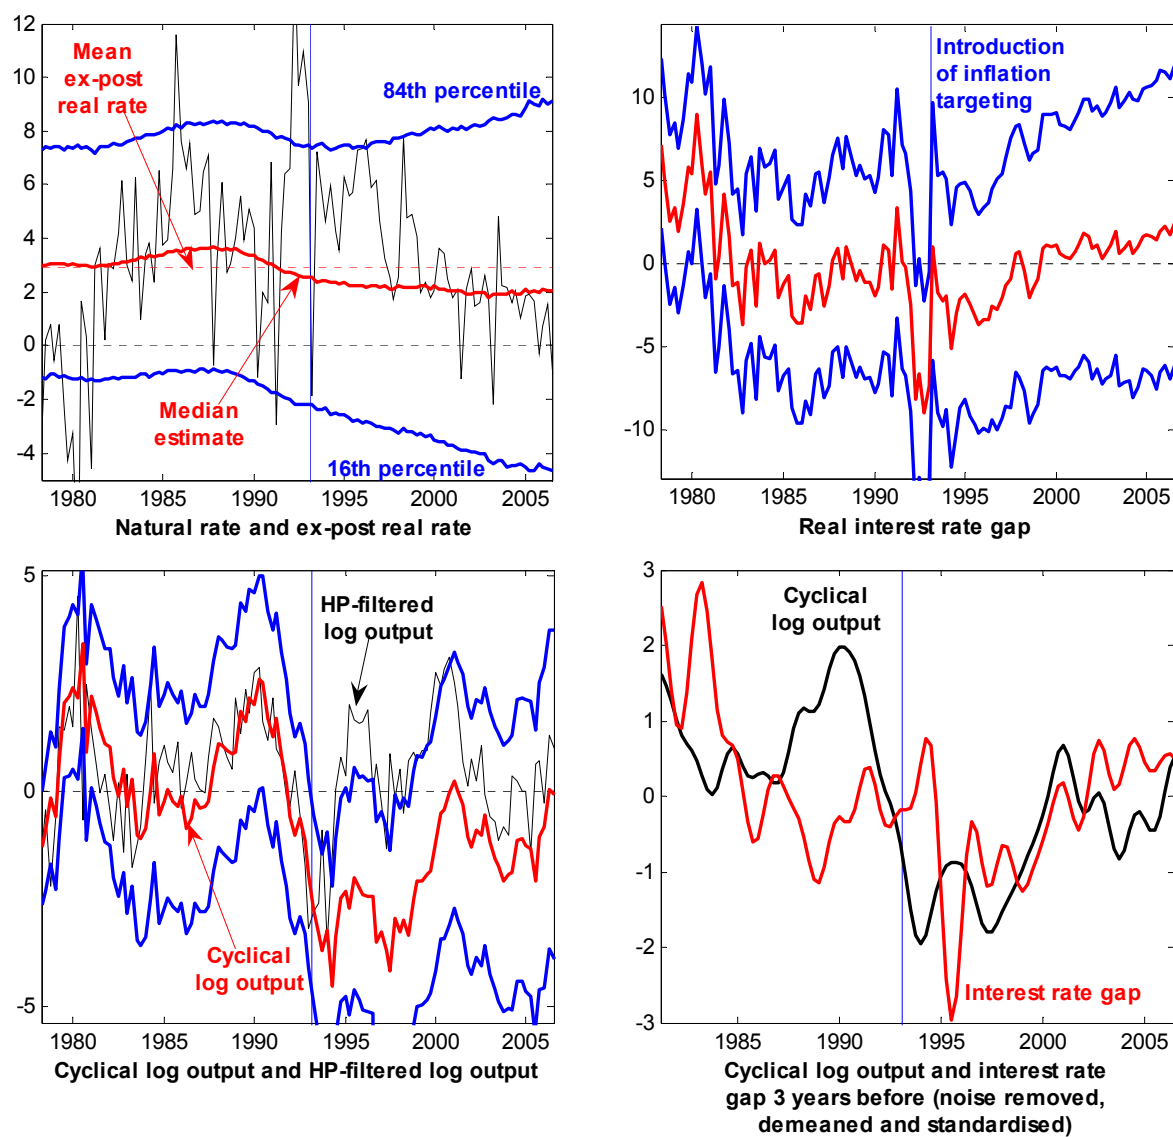 12
10
8
6
4
2
0
-2
-4
Mean
ex-post
real rate
84th percentile
Median
estimate
16th percentile
1980 1985 1990 1995 2000 2005
Natural rate and ex-post real rate
10
5
0
-5
-10
Introduction
of inflation
targeting
1980 1985 1990 1995 2000 2005
Real interest rate gap
5
0
-5
HP-filtered
log output
Cyclical
log output
1980 1985 1990 1995 2000 2005
Cyclical log output and HP-filtered log output
3
2
1
0
-1
-2
-3
Cyclical
log output
Interest rate gap
1985 1990 1995 2000 2005
Cyclical log output and interest rate
gap 3 years before (noise removed,
demeaned and standardised)